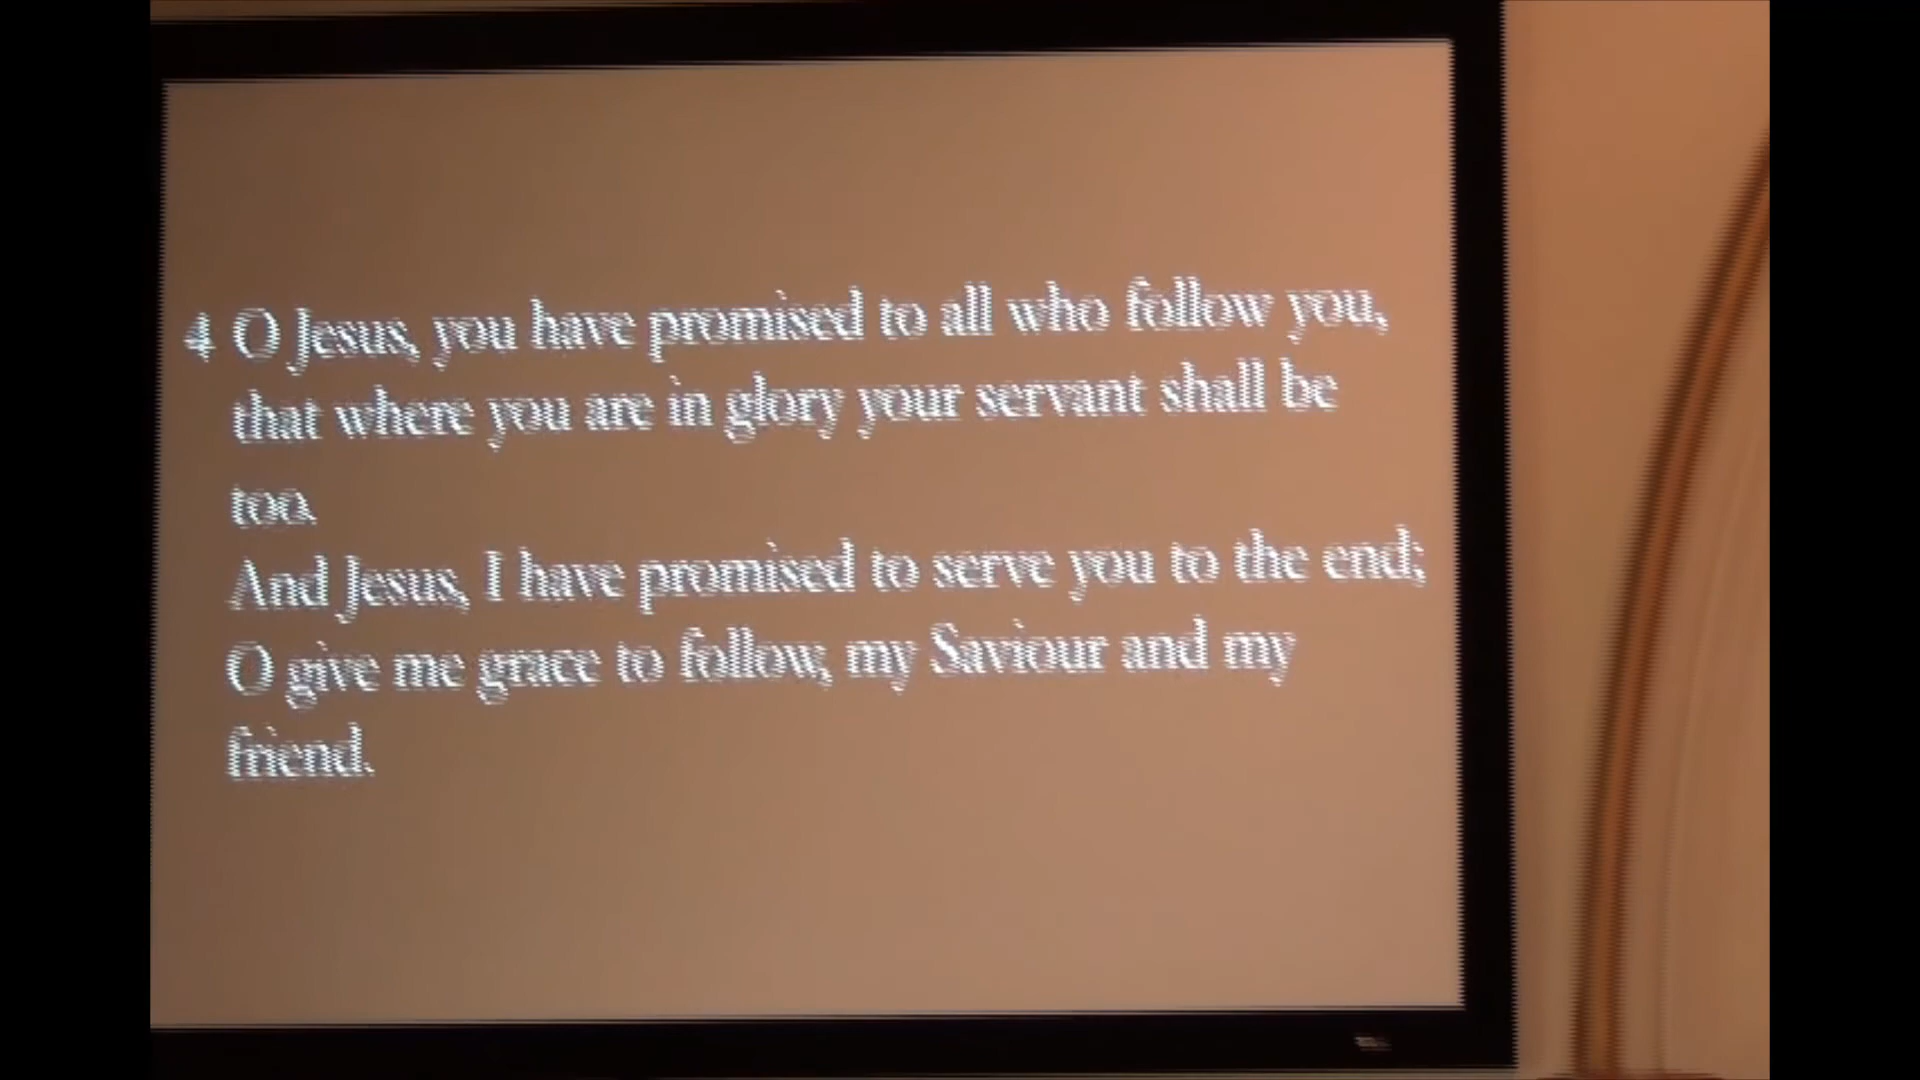 4 O Jesus, you have promised to all who follow you,
that where you are in glory your servant shall be
too.
And Jesus, I have promised to serve you to the end;
O give me grace to follow, my Saviour and my
friend.